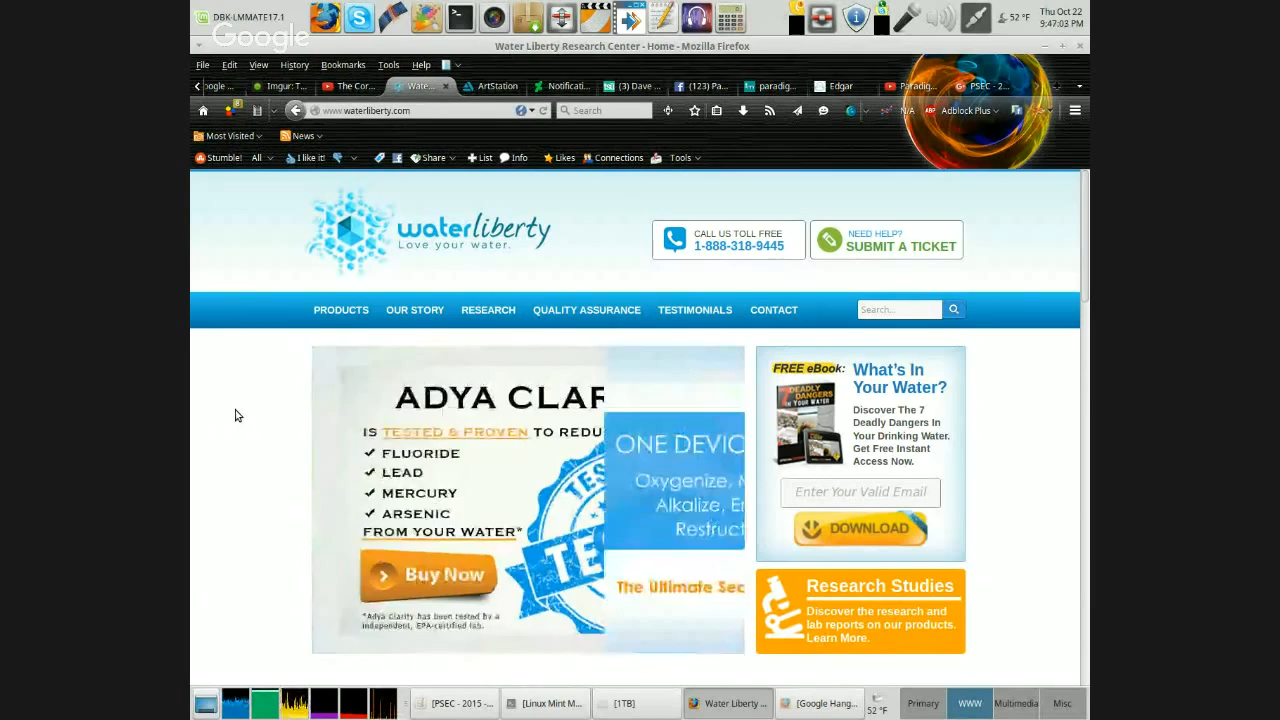 DBK-LMMATE17.1
52 °F
Thu Oct 22
9:47:03 PM
Google
Water Liberty Research Center - Home - Mozilla Firefox
File Edit View History Bookmarks Tools Help
oogle ...
Imgur: T...
The Cor...
Wate...
ArtStation
Notificati...
(3) Dave ...
(123) Pa...
paradig...
Edgar
Paradig...
PSEC - 2...
8
www.waterliberty.com
Search
N/A
ABP
Adblock Plus
Most Visited
News
Stumble! All I like it! Share List Info Likes Connections Tools
waterliberty
Love your water.
CALL US TOLL FREE
1-888-318-9445
NEED HELP?
SUBMIT A TICKET
PRODUCTS OUR STORY RESEARCH QUALITY ASSURANCE TESTIMONIALS CONTACT
Search...
ADYA CLAR
IS TESTED & PROVEN TO REDU
FLUORIDE
LEAD
MERCURY
ARSENIC
FROM YOUR WATER*
Buy Now
*Adya Clarity has been tested by a
independent, EPA-certified lab.
TES
TE
ONE DEVIC
Oxygenize, M
Alkalize, En
Restruct
The Ultimate Sec
FREE eBook:
What's In
Your Water?
7 DEADLY DANGERS
IN YOUR WATER
Discover The 7
Deadly Dangers In
Your Drinking Water.
Get Free Instant
Access Now.
Enter Your Valid Email
DOWNLOAD
Research Studies
Discover the research and
lab reports on our products.
Learn More.
[PSEC - 2015 -...
[Linux Mint M...
[1TB]
Water Liberty ...
[Google Hang...
52 °F
Primary
WWW
Multimedia
Misc